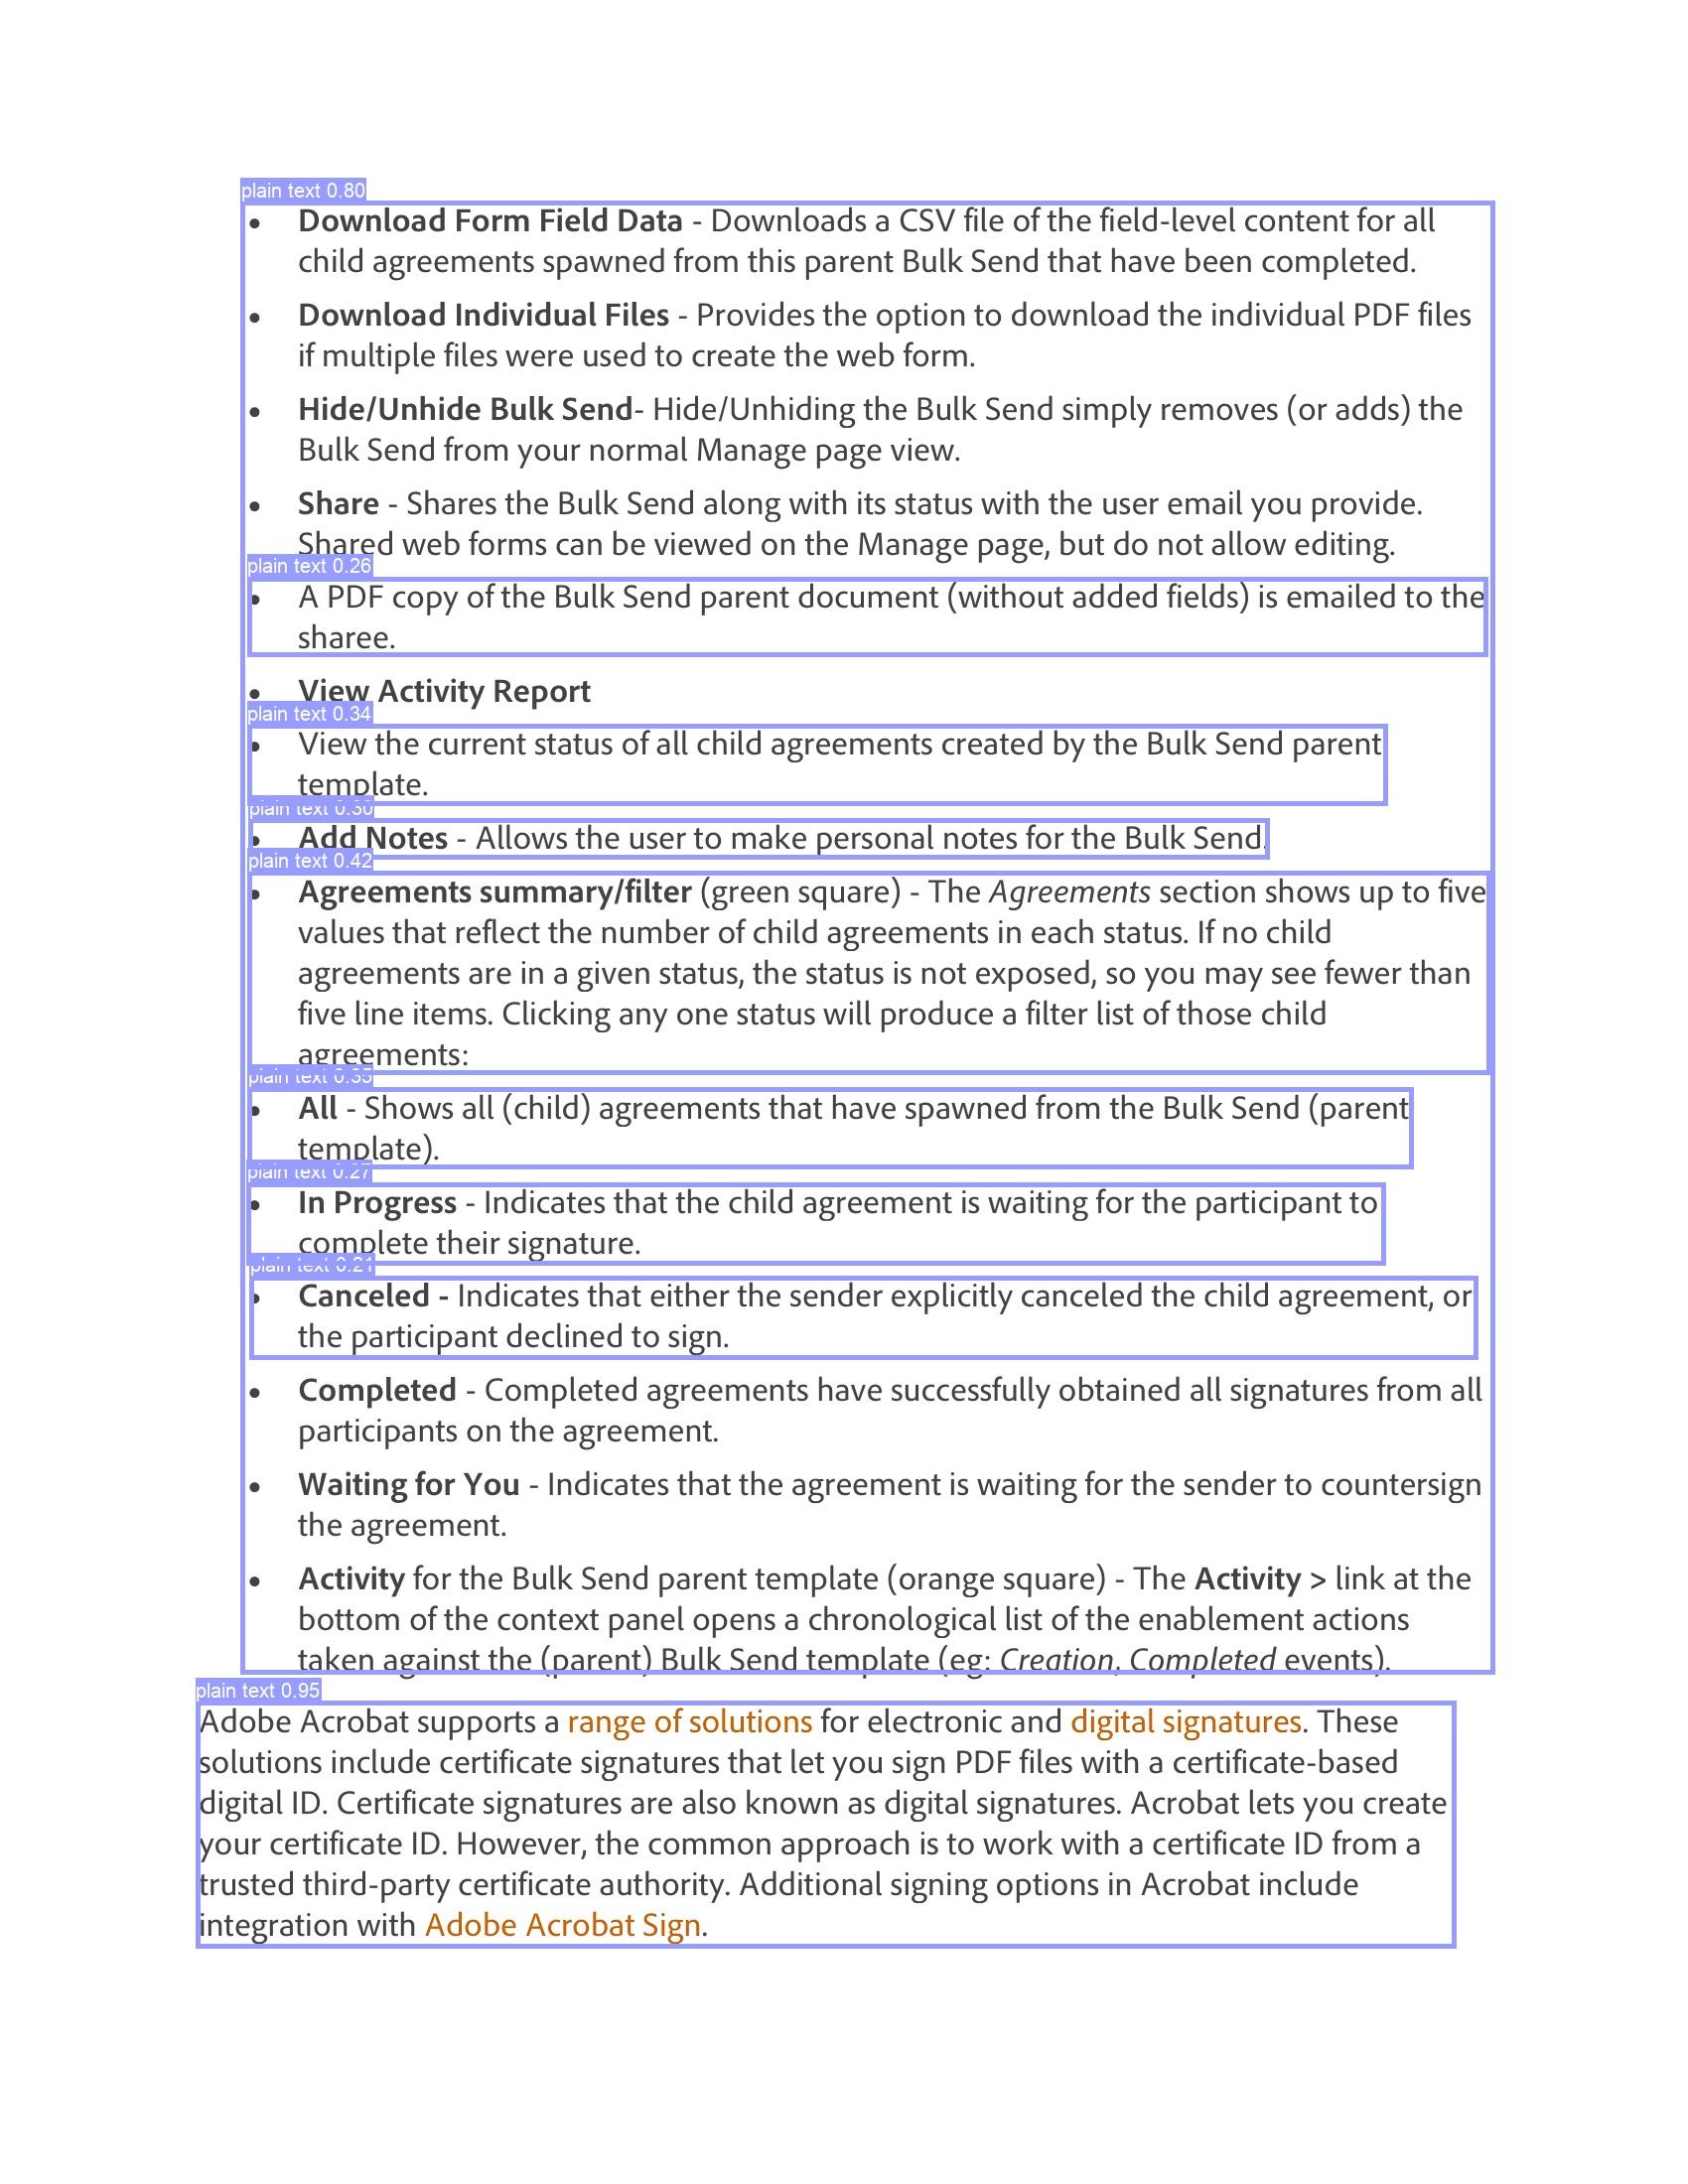 plain text 0.80
• Download Form Field Data - Downloads a CSV file of the field-level content for all
child agreements spawned from this parent Bulk Send that have been completed.
• Download Individual Files - Provides the option to download the individual PDF files
if multiple files were used to create the web form.
• Hide/Unhide Bulk Send- Hide/Unhiding the Bulk Send simply removes (or adds) the
Bulk Send from your normal Manage page view.
• Share - Shares the Bulk Send along with its status with the user email you provide.
Shared web forms can be viewed on the Manage page, but do not allow editing.
plain text 0.26
• A PDF copy of the Bulk Send parent document (without added fields) is emailed to the
sharee.
• View Activity Report
plain text 0.34
• View the current status of all child agreements created by the Bulk Send parent
template.
plain text 0.30
• Add Notes - Allows the user to make personal notes for the Bulk Send.
plain text 0.42
• Agreements summary/filter (green square) - The Agreements section shows up to five
values that reflect the number of child agreements in each status. If no child
agreements are in a given status, the status is not exposed, so you may see fewer than
five line items. Clicking any one status will produce a filter list of those child
agreements:
plain text 0.35
• All - Shows all (child) agreements that have spawned from the Bulk Send (parent
template).
plain text 0.27
• In Progress - Indicates that the child agreement is waiting for the participant to
complete their signature.
plain text 0.21
• Canceled - Indicates that either the sender explicitly canceled the child agreement, or
the participant declined to sign.
• Completed - Completed agreements have successfully obtained all signatures from all
participants on the agreement.
• Waiting for You - Indicates that the agreement is waiting for the sender to countersign
the agreement.
• Activity for the Bulk Send parent template (orange square) - The Activity > link at the
bottom of the context panel opens a chronological list of the enablement actions
taken against the (parent) Bulk Send template (eg: Creation, Completed events).
plain text 0.95
Adobe Acrobat supports a range of solutions for electronic and digital signatures. These
solutions include certificate signatures that let you sign PDF files with a certificate-based
digital ID. Certificate signatures are also known as digital signatures. Acrobat lets you create
your certificate ID. However, the common approach is to work with a certificate ID from a
trusted third-party certificate authority. Additional signing options in Acrobat include
integration with Adobe Acrobat Sign.